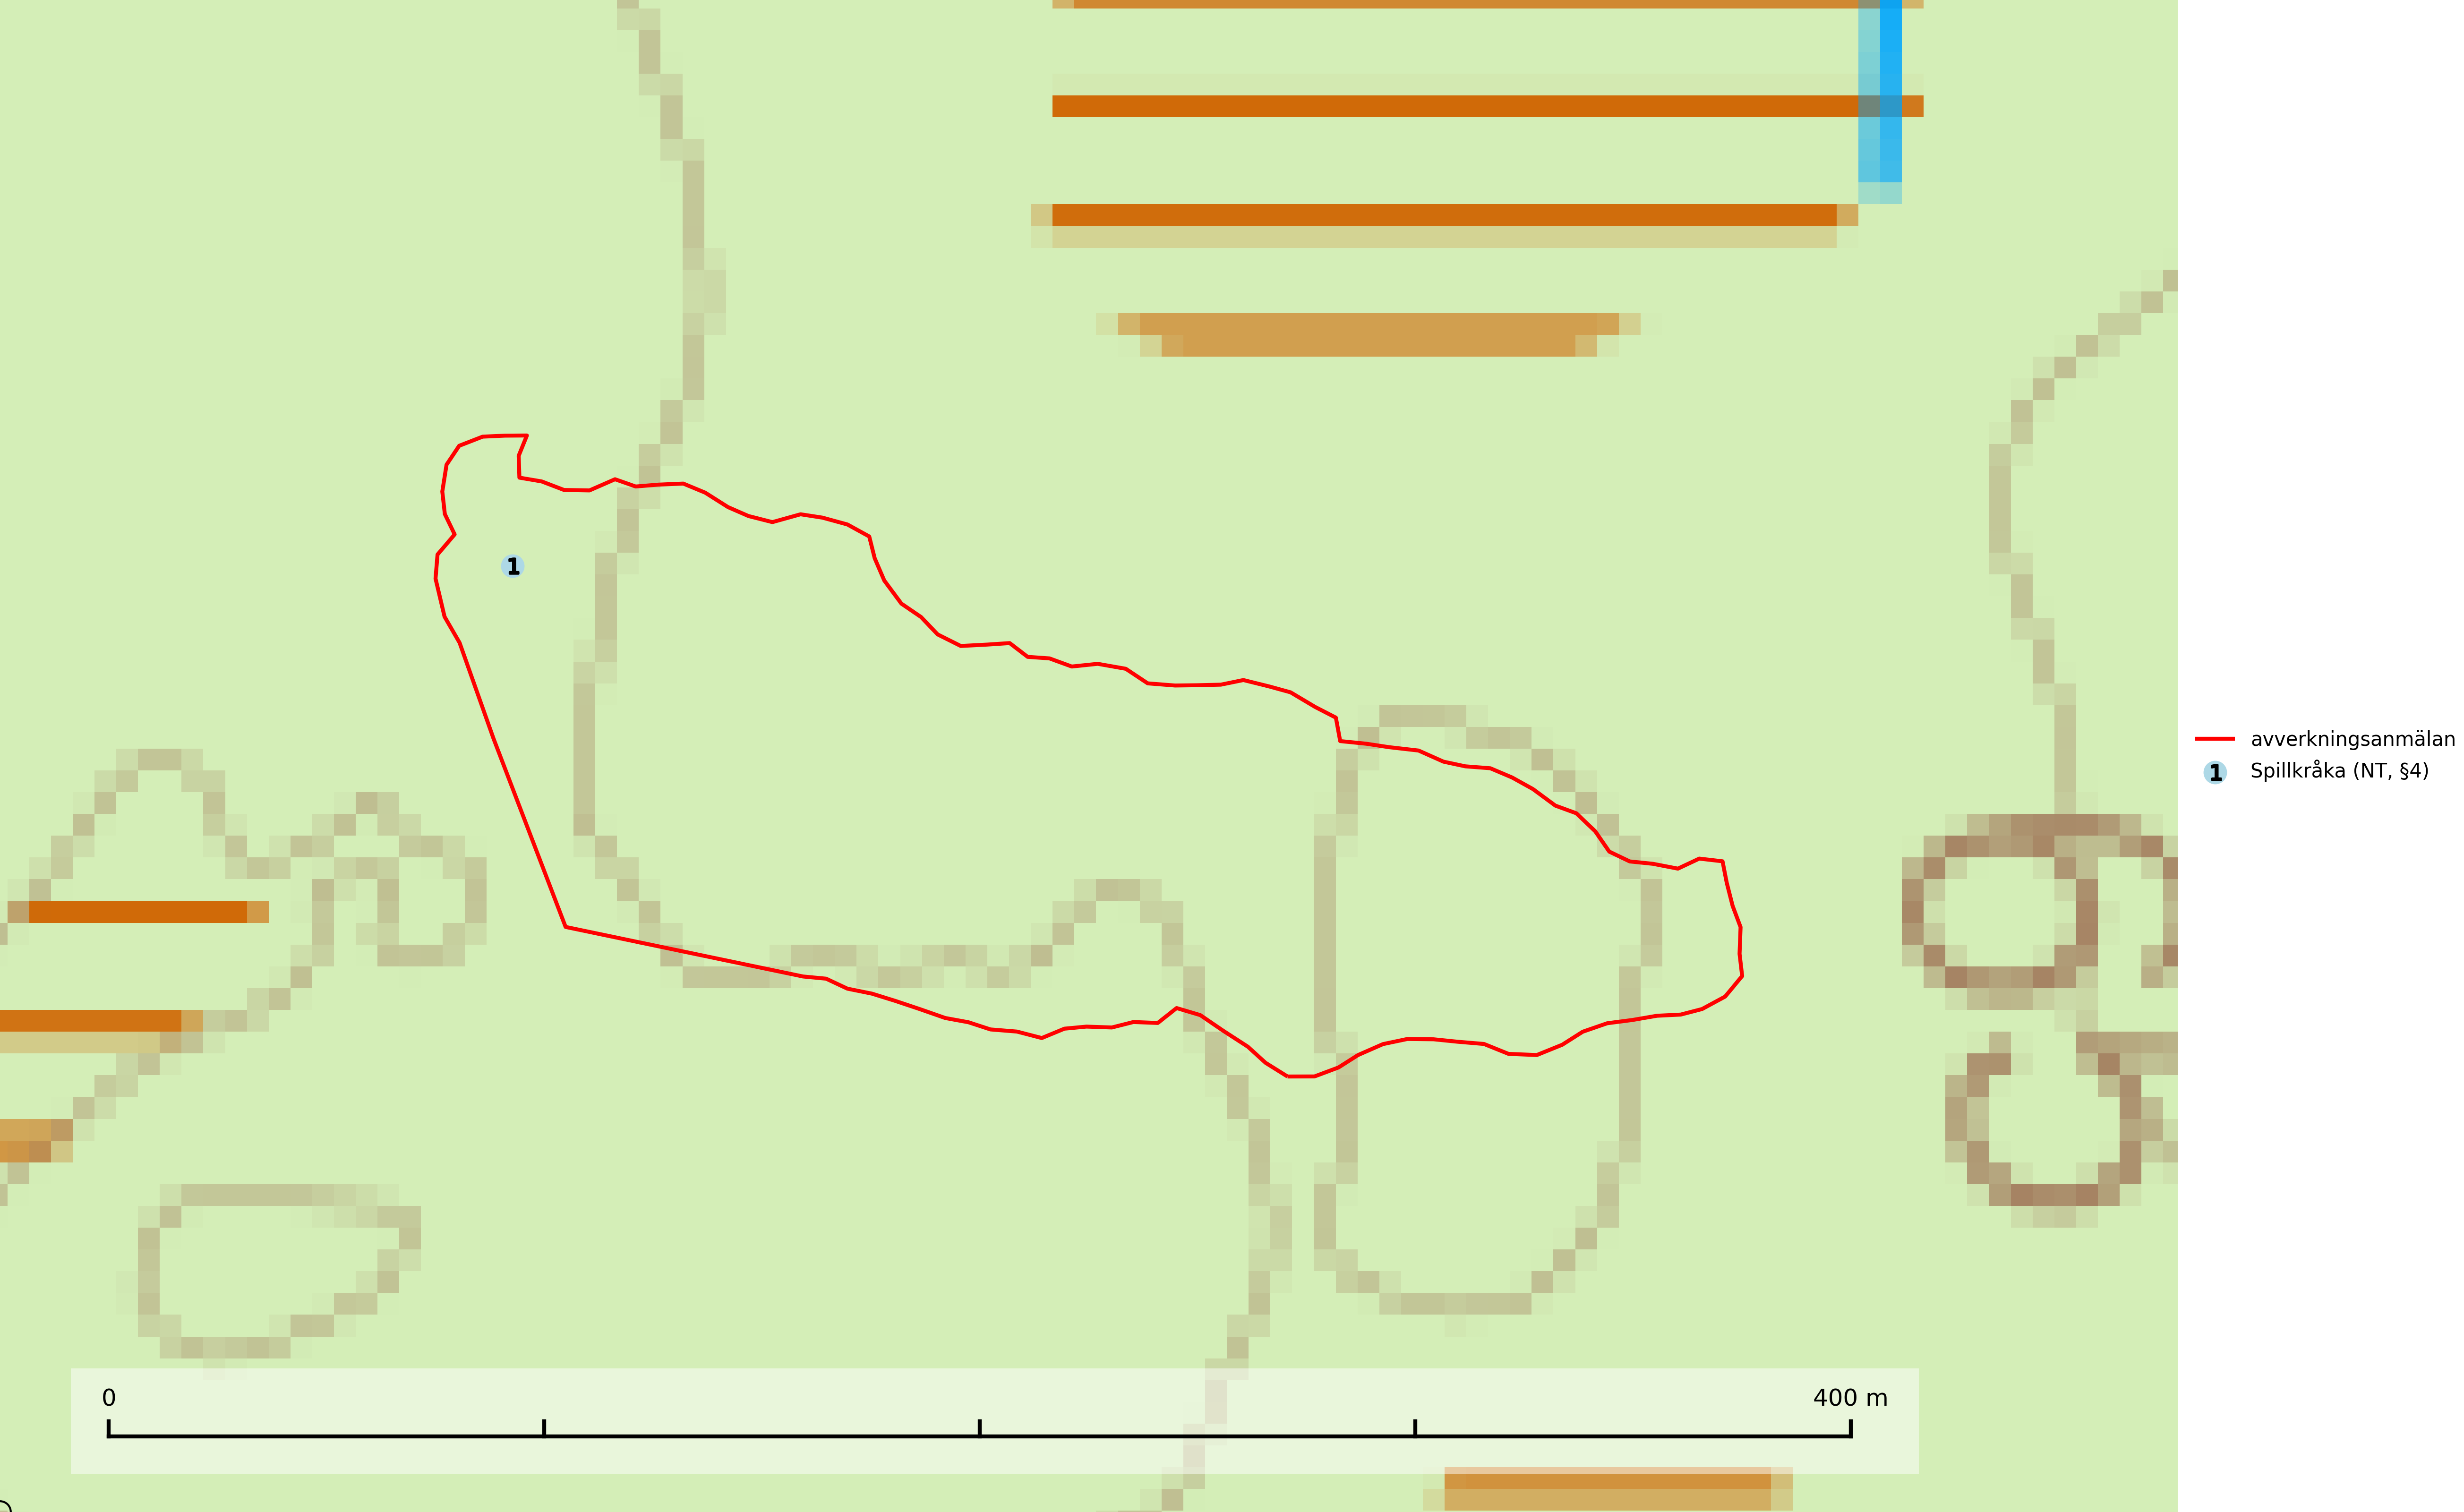 1
avverkningsanmälan
1 Spillkråka (NT, §4)
0 400 m